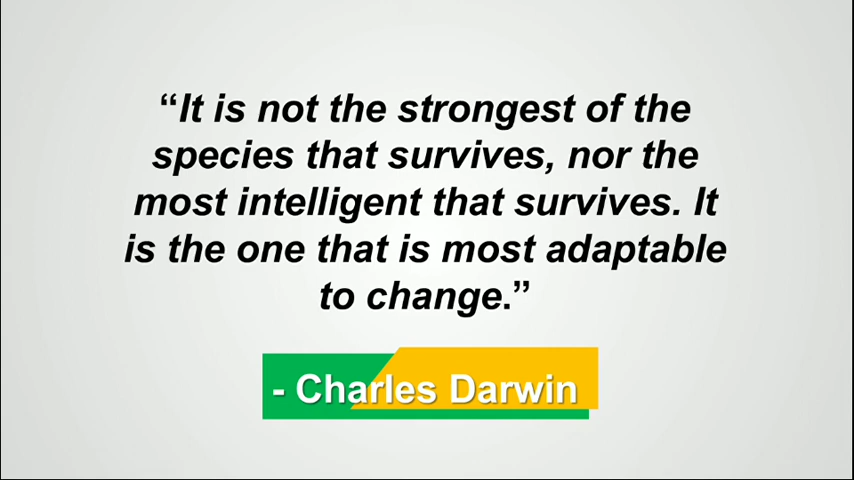 “It is not the strongest of the
species that survives, nor the
most intelligent that survives. It
is the one that is most adaptable
to change.”
- Charles Darwin